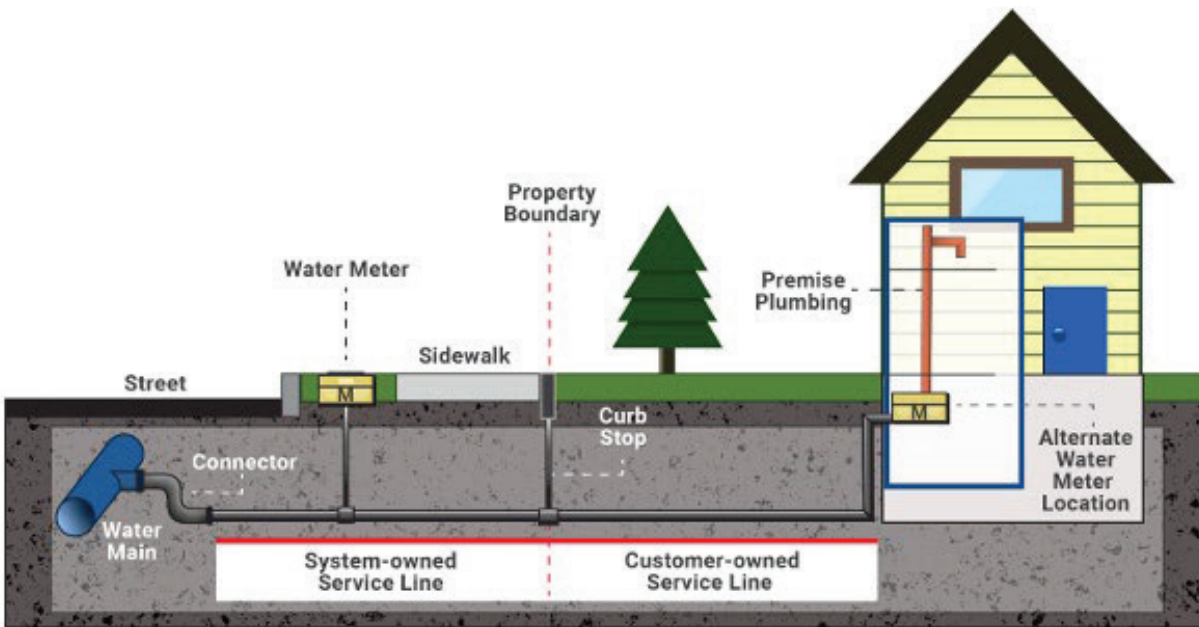 Property
Boundary
Water Meter
Premise
Plumbing
Sidewalk
Street
M
M
Curb
Stop
Connector
Alternate
Water
Meter
Location
Water
Main
System-owned
Service Line
Customer-owned
Service Line